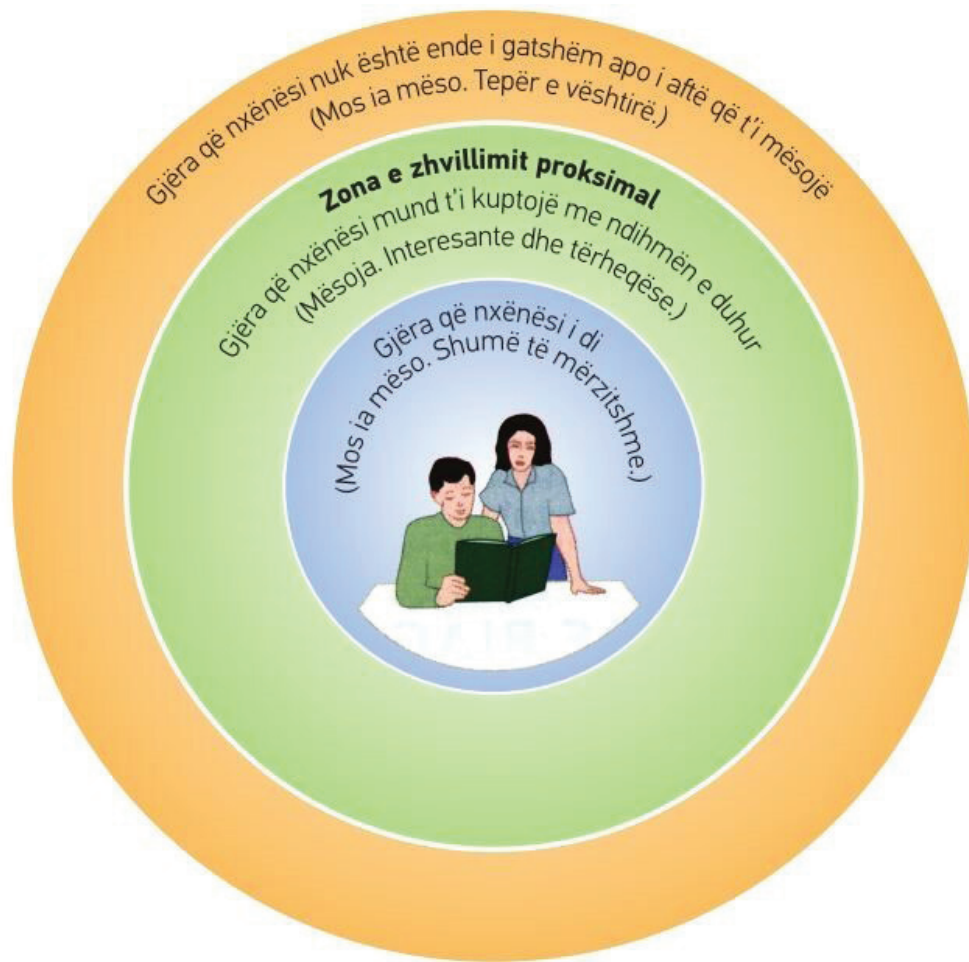 Gjëra që nxënësi nuk është ende i gatshëm apo i aftë që t'i mësojë
(Mos ia mëso. Tepër e vështirë.)
Zona e zhvillimit proksimal
Gjëra që nxënësi mund t'i kuptojë me ndihmën e duhur
(Mësoja. Interesante dhe tërheqëse.)
Gjëra që nxënësi i di
(Mos ia mëso. Shumë të mërzitshme.)